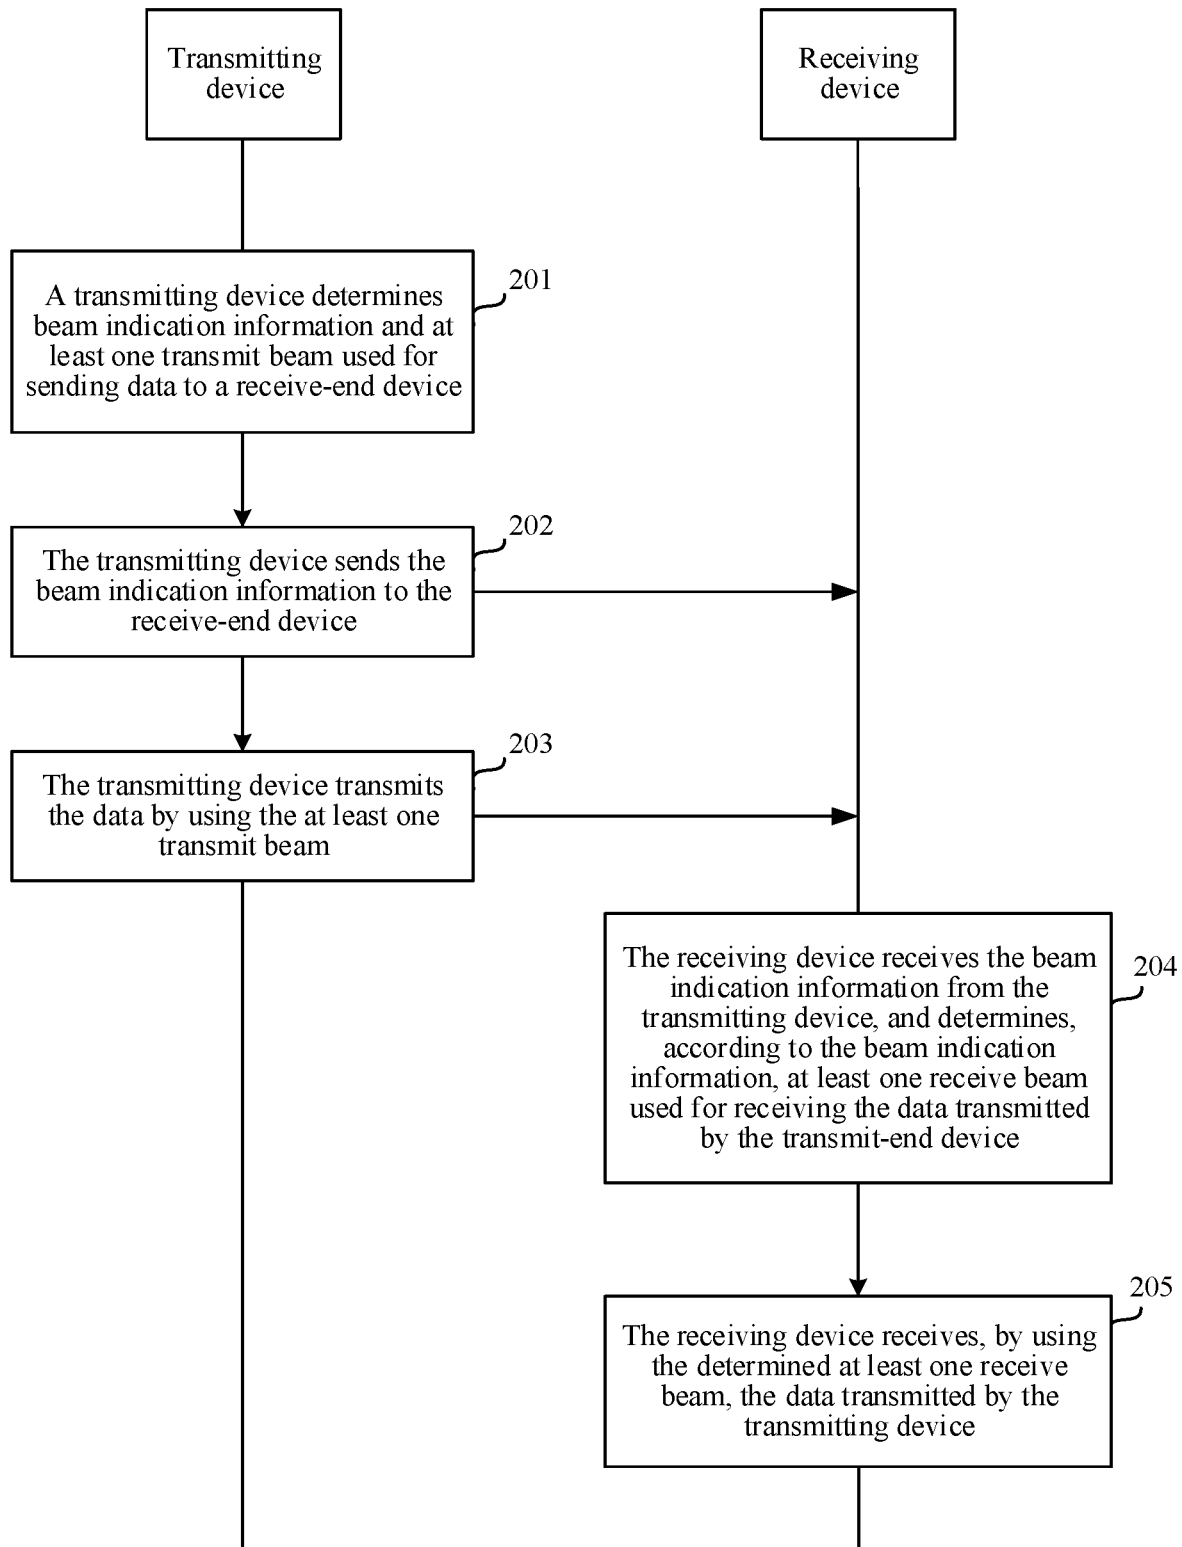 Transmitting
device
Receiving
device
201
A transmitting device determines
beam indication information and at
least one transmit beam used for
sending data to a receive-end device
202
The transmitting device sends the
beam indication information to the
receive-end device
203
The transmitting device transmits
the data by using the at least one
transmit beam
204
The receiving device receives the beam
indication information from the
transmitting device, and determines,
according to the beam indication
information, at least one receive beam
used for receiving the data transmitted
by the transmit-end device
205
The receiving device receives, by using
the determined at least one receive
beam, the data transmitted by the
transmitting device